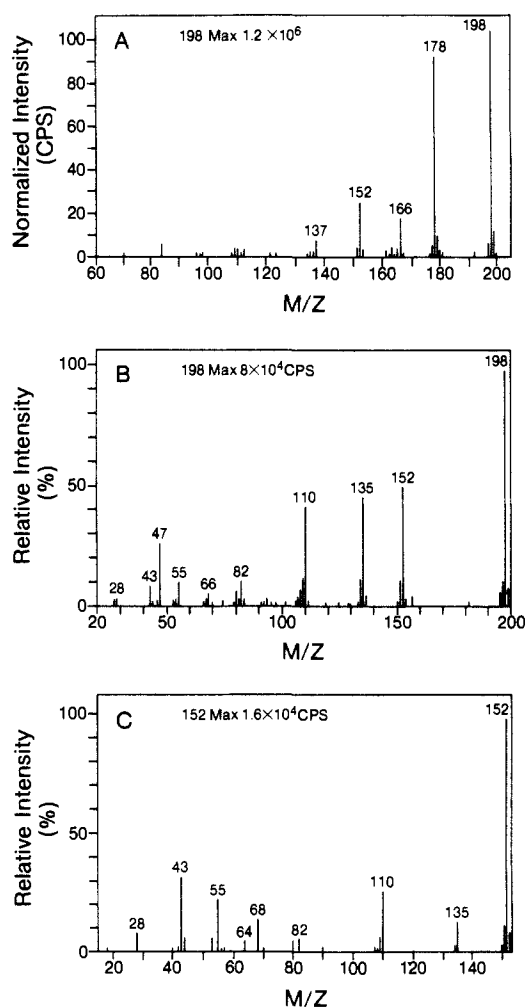 A
198 Max 1.2 ×10⁶
198
178
152
166
137
Normalized Intensity
(CPS)
100
80
60
40
20
0
60 80 100 120 140 160 180 200
M/Z
B
198 Max 8×10⁴CPS
198
152
135
110
47
43
55
28
66
82
Relative Intensity
(%)
100
50
0
20 50 100 150 200
M/Z
C
152 Max 1.6×10⁴CPS
152
43
55
110
28
68
64
82
135
Relative Intensity
(%)
100
50
0
20 40 60 80 100 120 140
M/Z